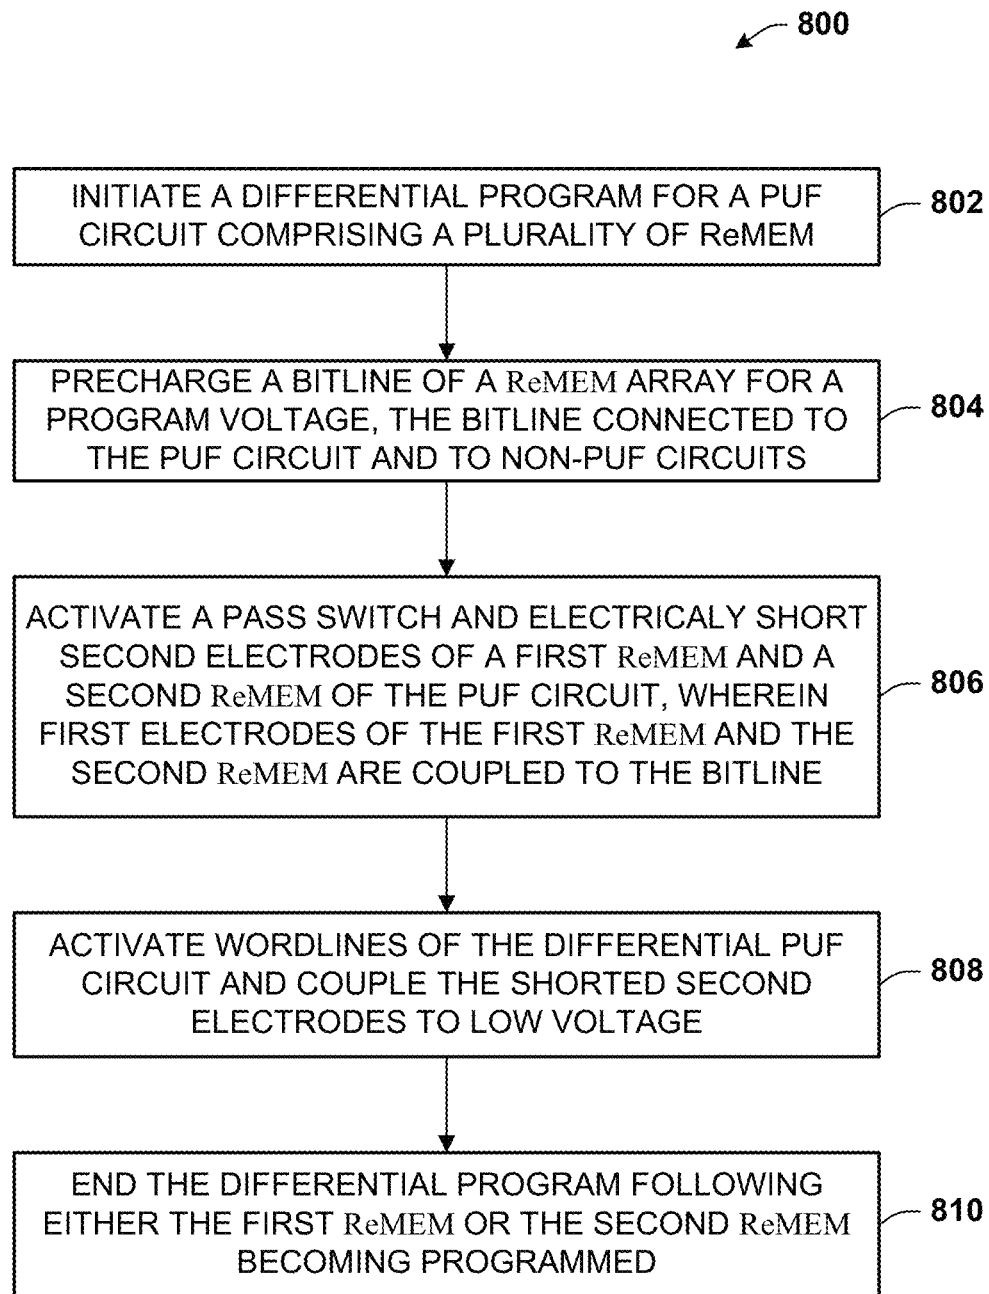 800
INITIATE A DIFFERENTIAL PROGRAM FOR A PUF
CIRCUIT COMPRISING A PLURALITY OF ReMEM
802
PRECHARGE A BITLINE OF A ReMEM ARRAY FOR A
PROGRAM VOLTAGE, THE BITLINE CONNECTED TO
THE PUF CIRCUIT AND TO NON-PUF CIRCUITS
804
ACTIVATE A PASS SWITCH AND ELECTRICALY SHORT
SECOND ELECTRODES OF A FIRST ReMEM AND A
SECOND ReMEM OF THE PUF CIRCUIT, WHEREIN
FIRST ELECTRODES OF THE FIRST ReMEM AND THE
SECOND ReMEM ARE COUPLED TO THE BITLINE
806
ACTIVATE WORDLINES OF THE DIFFERENTIAL PUF
CIRCUIT AND COUPLE THE SHORTED SECOND
ELECTRODES TO LOW VOLTAGE
808
END THE DIFFERENTIAL PROGRAM FOLLOWING
EITHER THE FIRST ReMEM OR THE SECOND ReMEM
BECOMING PROGRAMMED
810